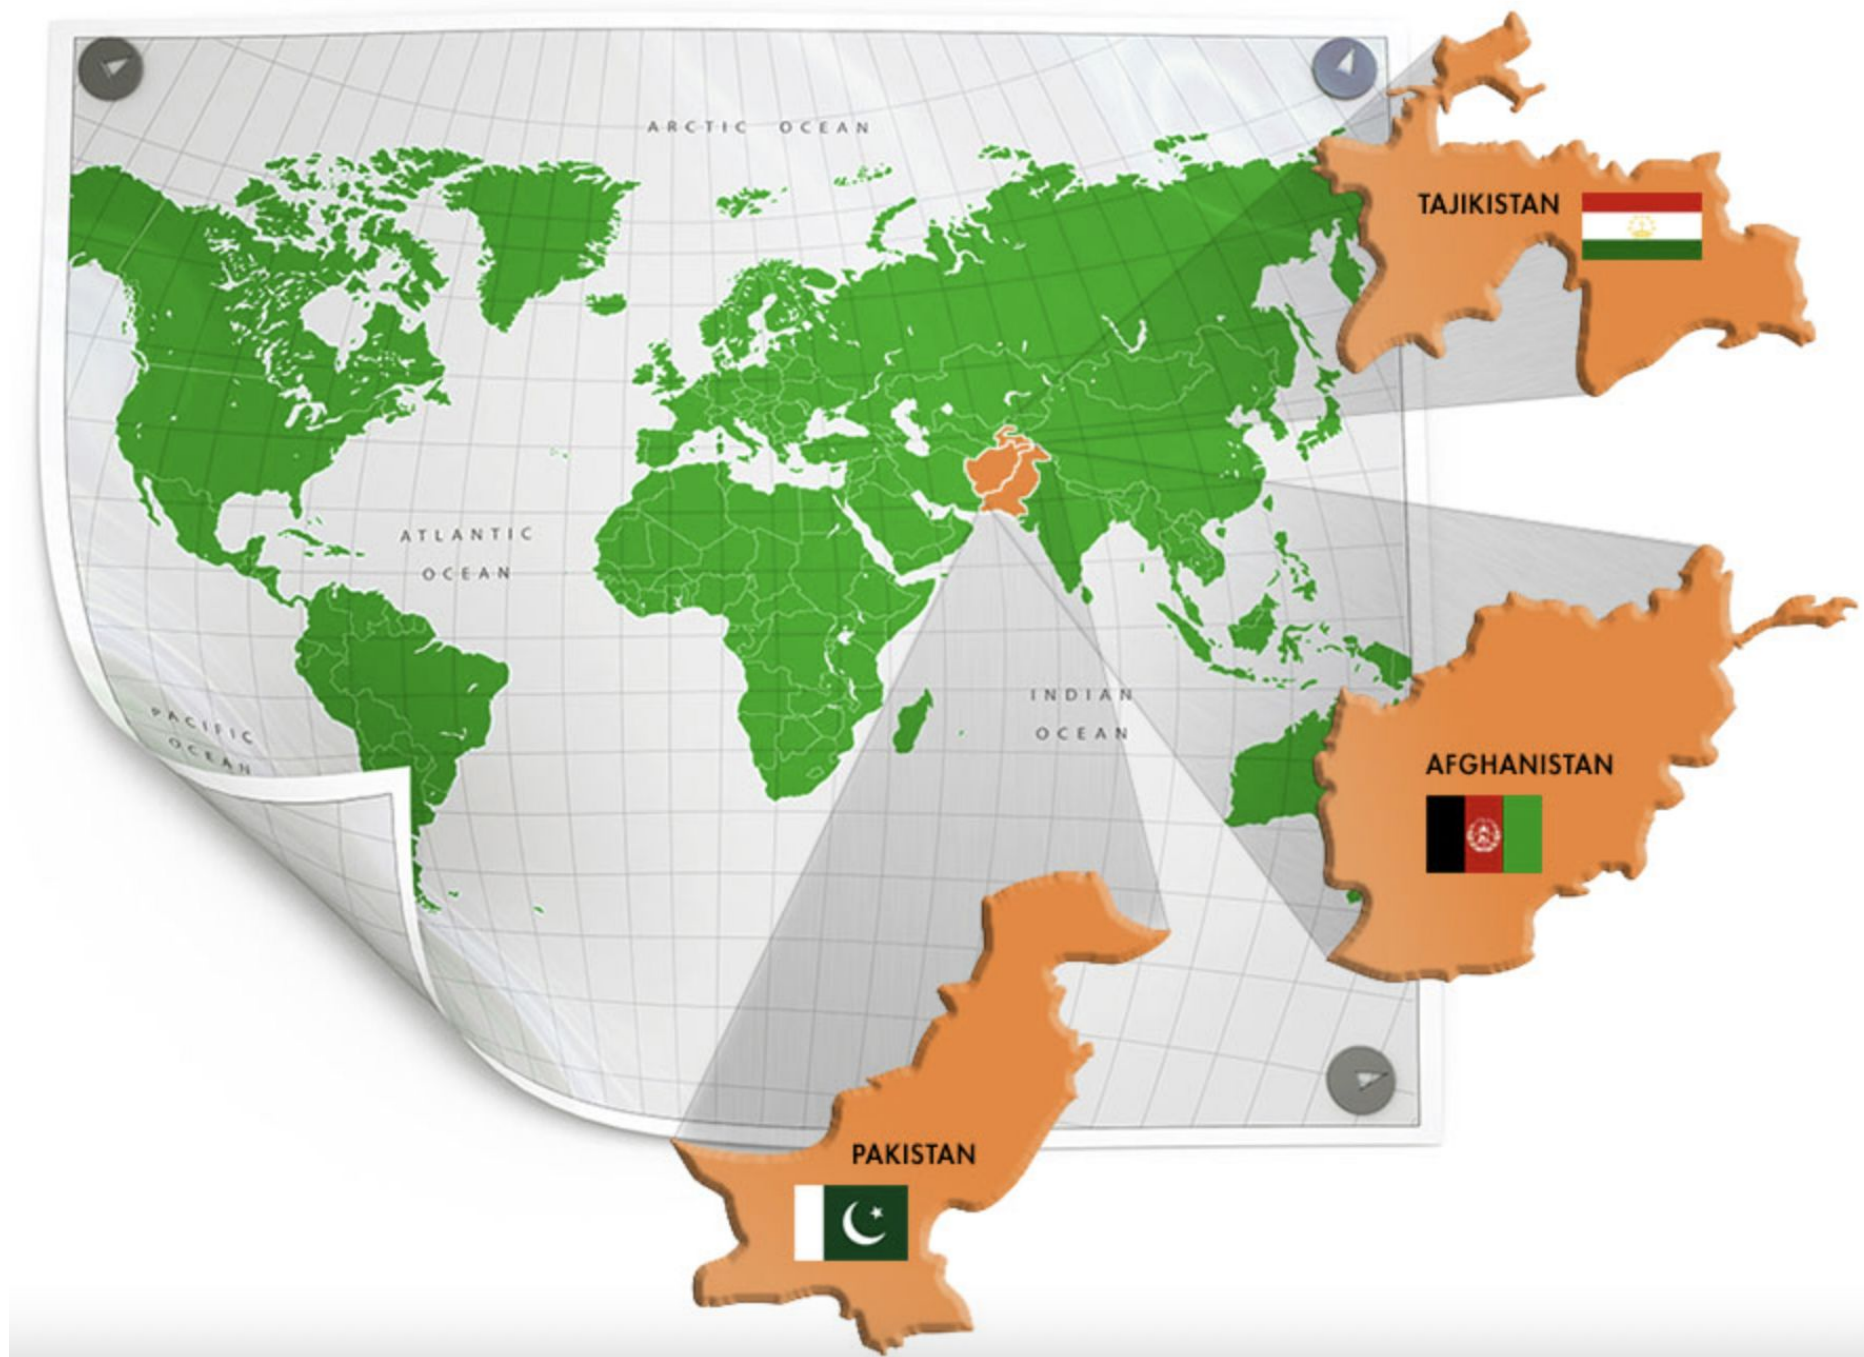 ARCTIC OCEAN
TAJIKISTAN
ATLANTIC
OCEAN
INDIAN
OCEAN
PACIFIC
OCEAN
AFGHANISTAN
PAKISTAN